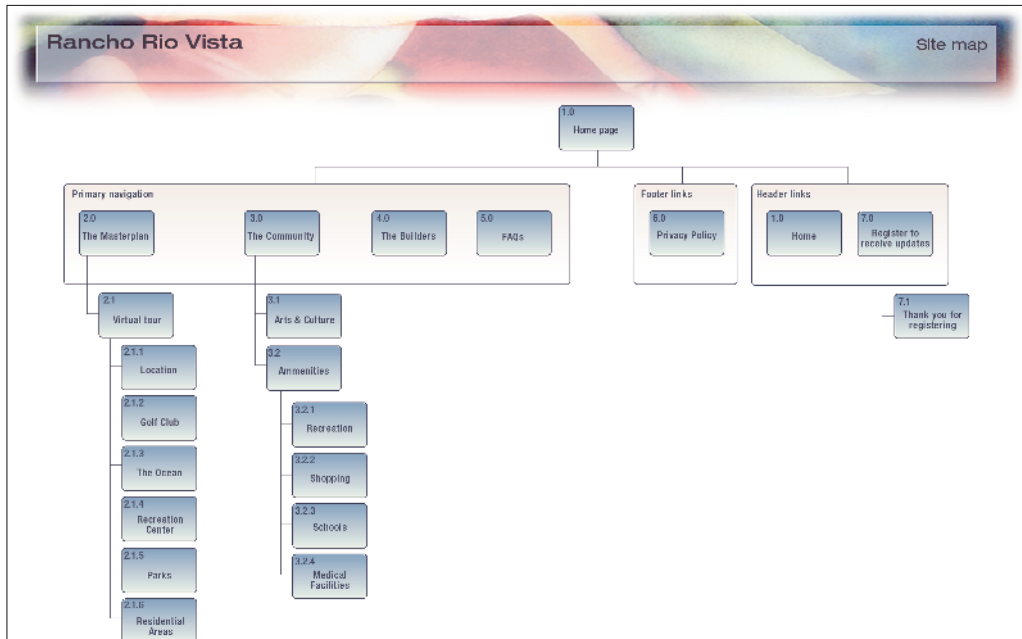 Rancho Rio Vista
Site map
1.0
Home page
Primary navigation
2.0
The Masterplan
3.0
The Community
4.0
The Builders
5.0
FAQs
Footer links
6.0
Privacy Policy
Header links
1.0
Home
7.0
Register to
receive updates
7.1
Thank you for
registering
2.1
Virtual tour
2.1.1
Location
2.1.2
Golf Club
2.1.3
The Ocean
2.1.4
Recreation
Center
2.1.5
Parks
2.1.6
Residential
Areas
3.1
Arts & Culture
3.2
Ammenities
3.2.1
Recreation
3.2.2
Shopping
3.2.3
Schools
3.2.4
Medical
Facilities